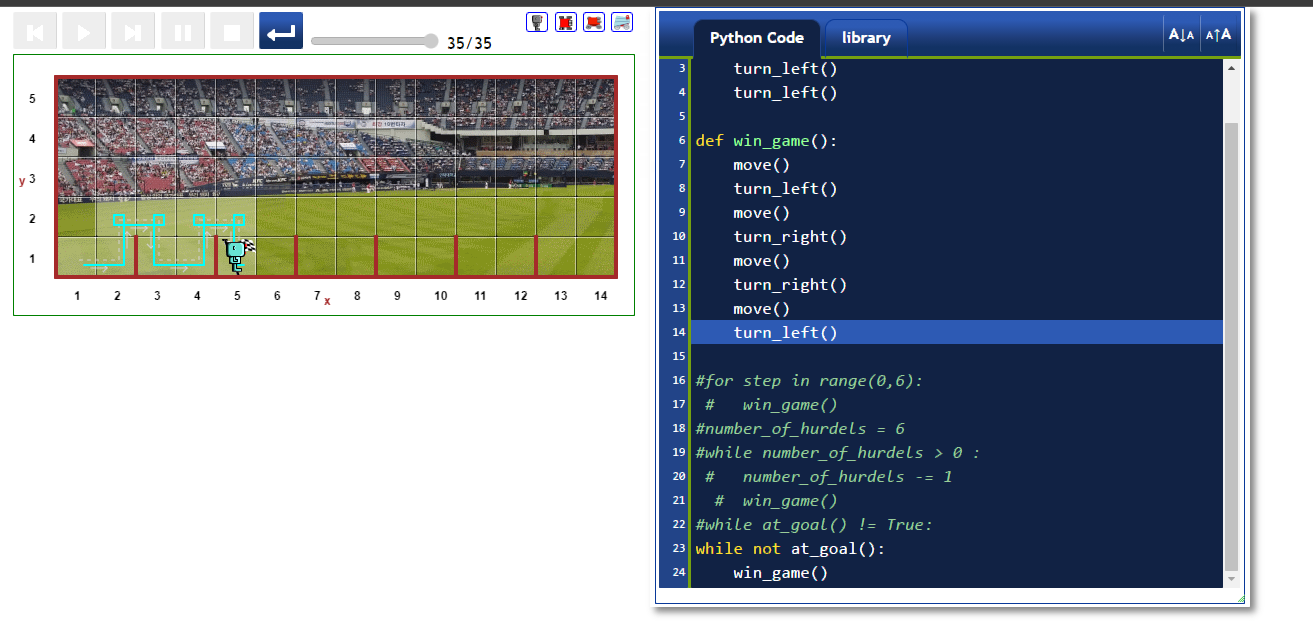 35/35
5
4
y 3
2
1
1 2 3 4 5 6 7 x 8 9 10 11 12 13 14
Python Code library A↓A A↑A
3 turn_left()
4 turn_left()
5
6 def win_game():
7 move()
8 turn_left()
9 move()
10 turn_right()
11 move()
12 turn_right()
13 move()
14 turn_left()
15
16 #for step in range(0,6):
17 # win_game()
18 #number_of_hurdels = 6
19 #while number_of_hurdels > 0 :
20 # number_of_hurdels -= 1
21 # win_game()
22 #while at_goal() != True:
23 while not at_goal():
24 win_game()